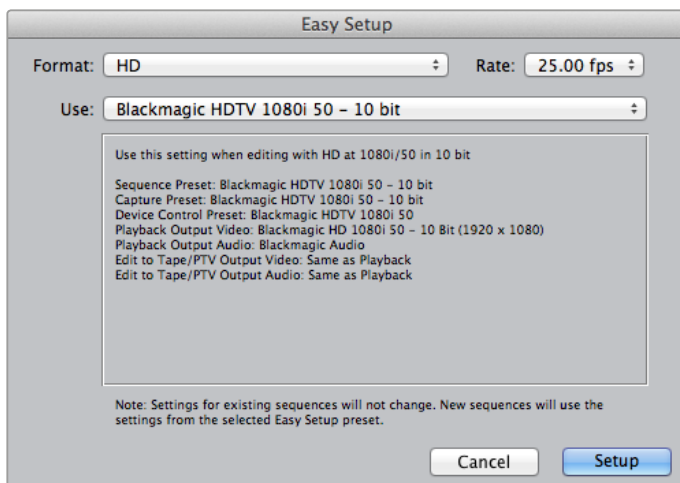 Easy Setup
Format: HD Rate: 25.00 fps
Use: Blackmagic HDTV 1080i 50 – 10 bit
Use this setting when editing with HD at 1080i/50 in 10 bit
Sequence Preset: Blackmagic HDTV 1080i 50 – 10 bit
Capture Preset: Blackmagic HDTV 1080i 50 – 10 bit
Device Control Preset: Blackmagic HDTV 1080i 50
Playback Output Video: Blackmagic HD 1080i 50 – 10 Bit (1920 x 1080)
Playback Output Audio: Blackmagic Audio
Edit to Tape/PTV Output Video: Same as Playback
Edit to Tape/PTV Output Audio: Same as Playback
Note: Settings for existing sequences will not change. New sequences will use the
settings from the selected Easy Setup preset.
Cancel Setup